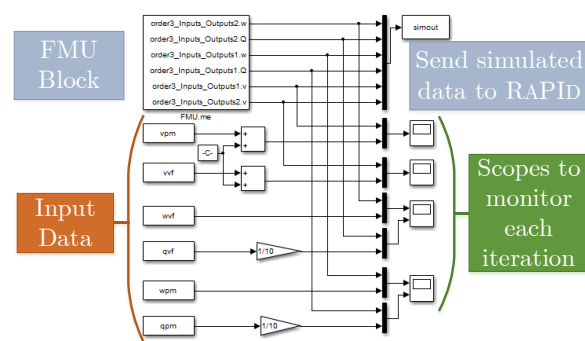 FMU
Block
order3_Inputs_Outputs2.w
order3_Inputs_Outputs2.Q
order3_Inputs_Outputs1.w
order3_Inputs_Outputs1.Q
order3_Inputs_Outputs1.v
order3_Inputs_Outputs2.v
FMU.me
simout
Send simulated
data to RAPID
Input
Data
vpm
-C-
vvf
wvf
qvf
1/10
wpm
qpm
1/10
+
+
+
+
Scopes to
monitor
each
iteration